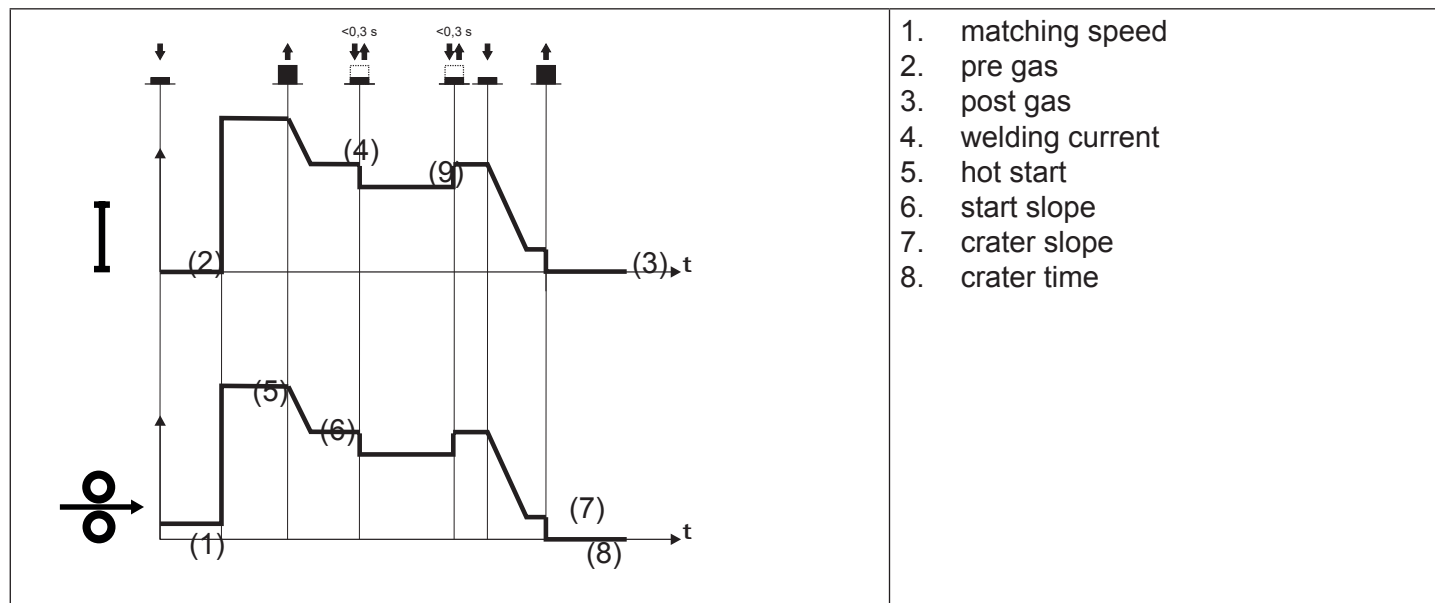 <0,3 s <0,3 s
(4)
(9)
(2) (3) t
I
(5)
(6)
(7)
t
(1) (8)
1. matching speed
2. pre gas
3. post gas
4. welding current
5. hot start
6. start slope
7. crater slope
8. crater time